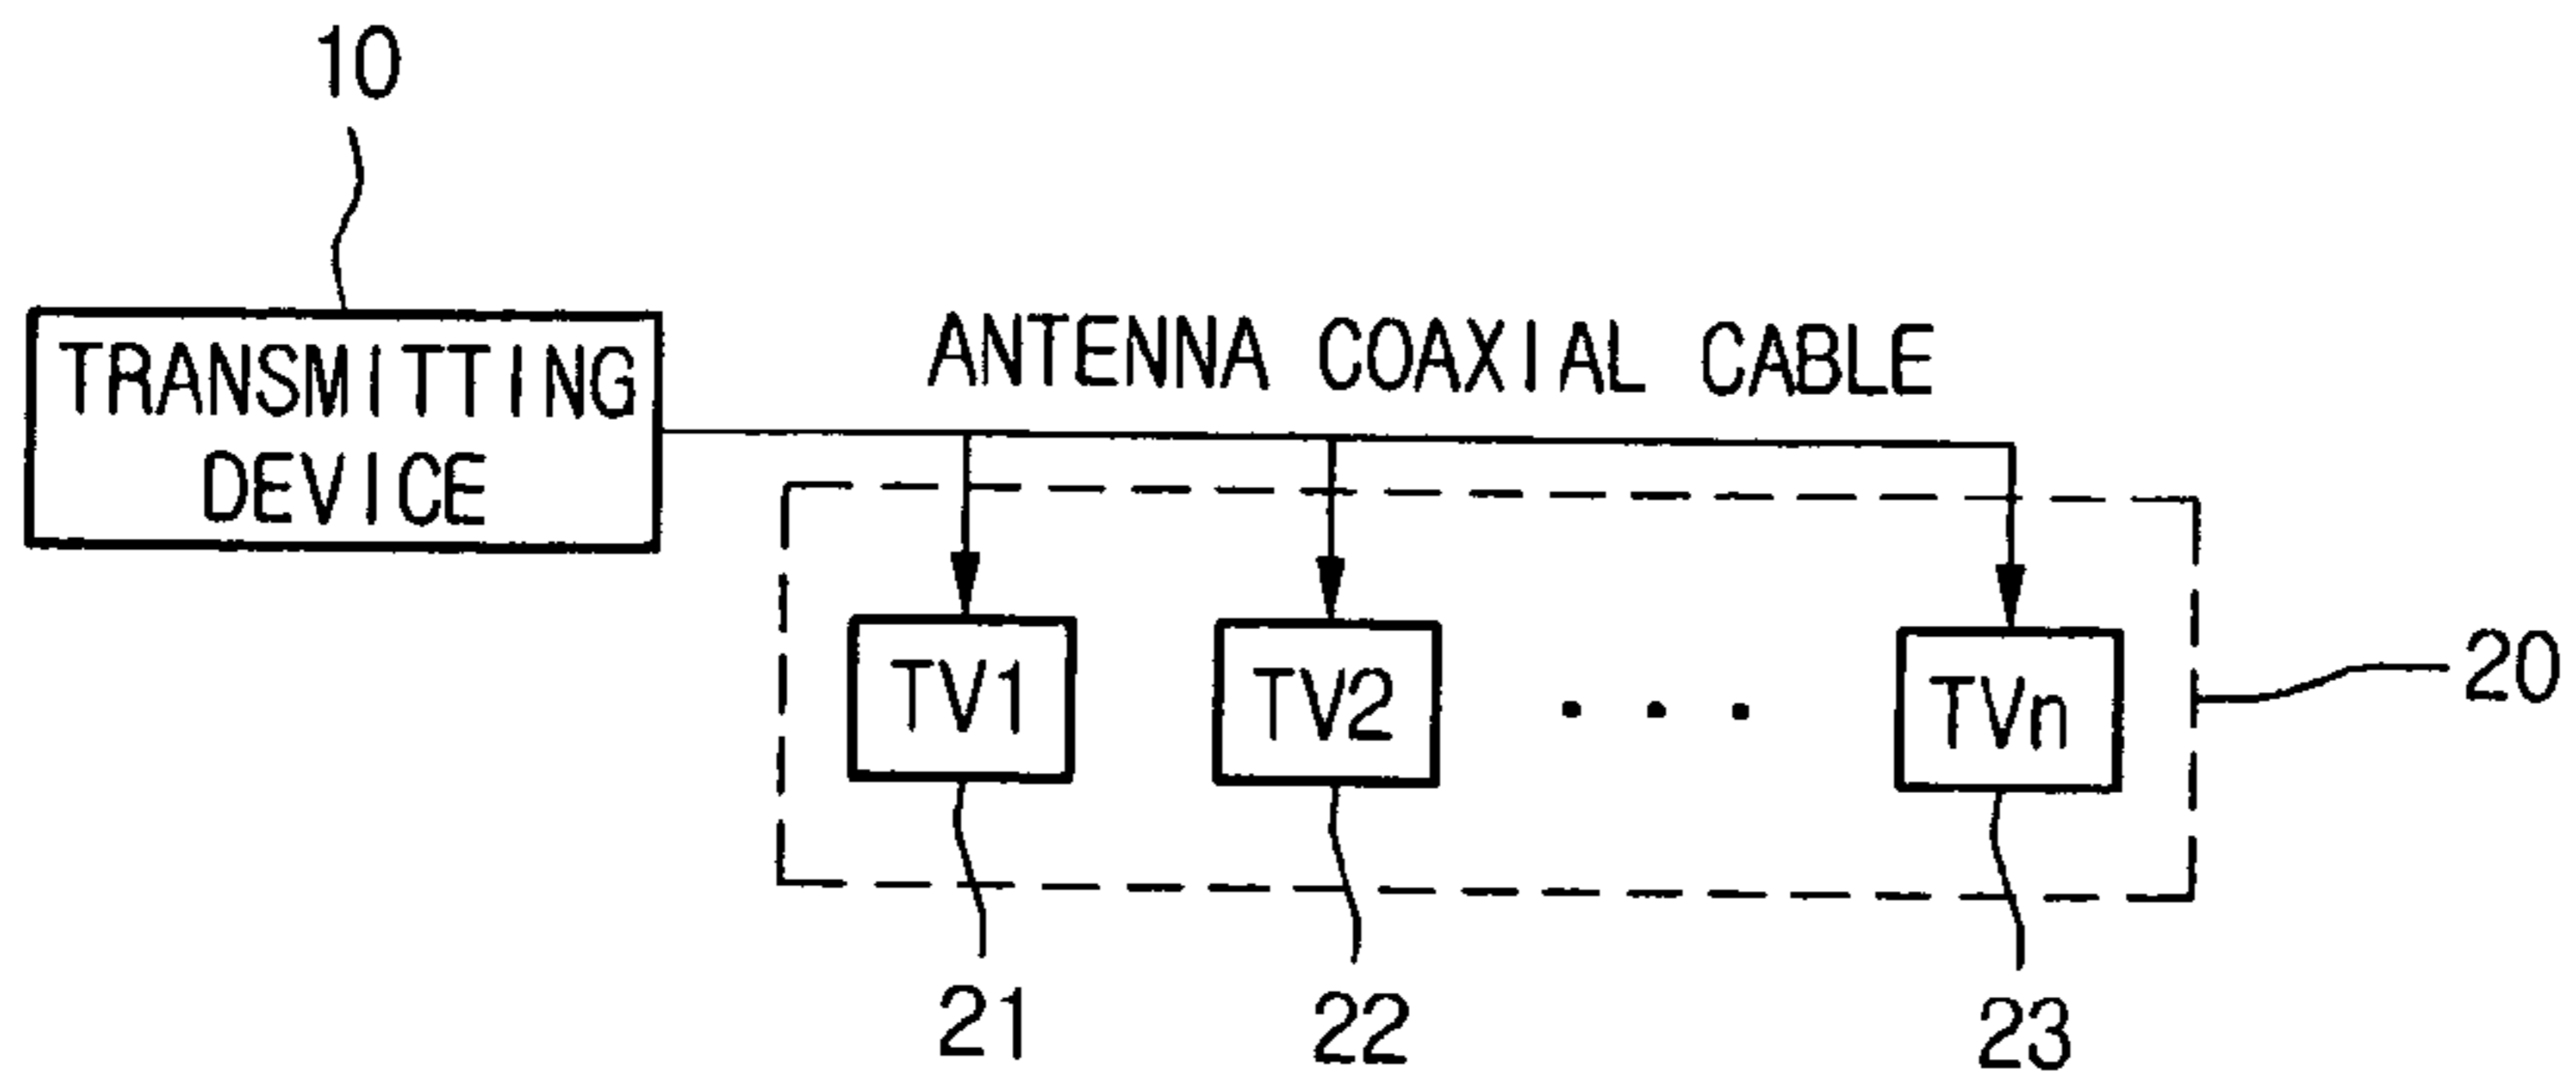 10
TRANSMITTING
DEVICE
ANTENNA COAXIAL CABLE
TV1
TV2
TVn
20
21
22
23